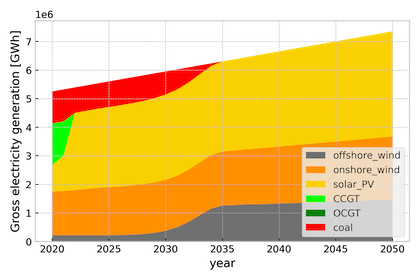 1e6
7
6
5
4
3
2
1
0
Gross electricity generation [GWh]
offshore_wind
onshore_wind
solar_PV
CCGT
OCGT
coal
2020 2025 2030 2035 2040 2045 2050
year